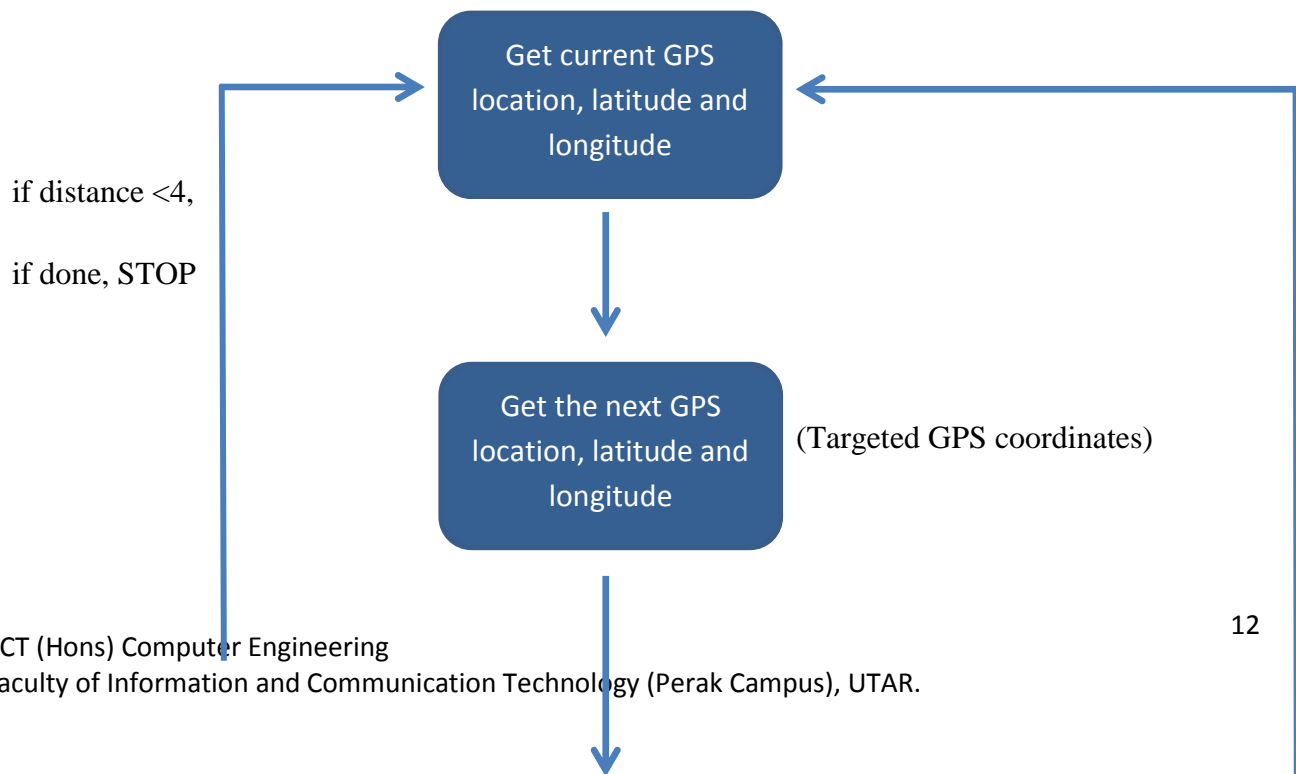 Get current GPS
location, latitude and
longitude
if distance <4,
if done, STOP
Get the next GPS
location, latitude and
longitude
(Targeted GPS coordinates)
12
CT (Hons) Computer Engineering
aculty of Information and Communication Technology (Perak Campus), UTAR.